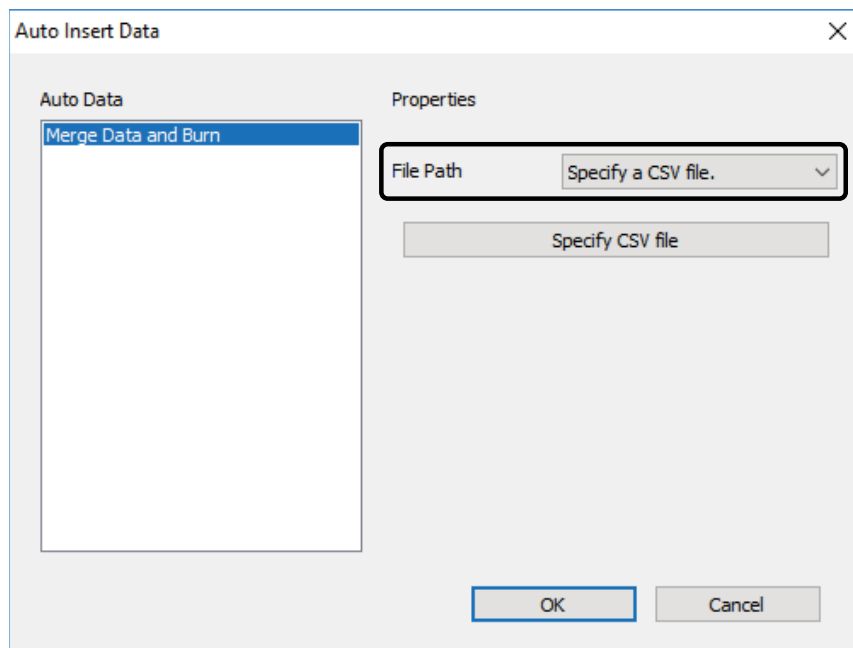 Auto Insert Data
Auto Data
Merge Data and Burn
Properties
File Path
Specify a CSV file.
Specify CSV file
OK
Cancel